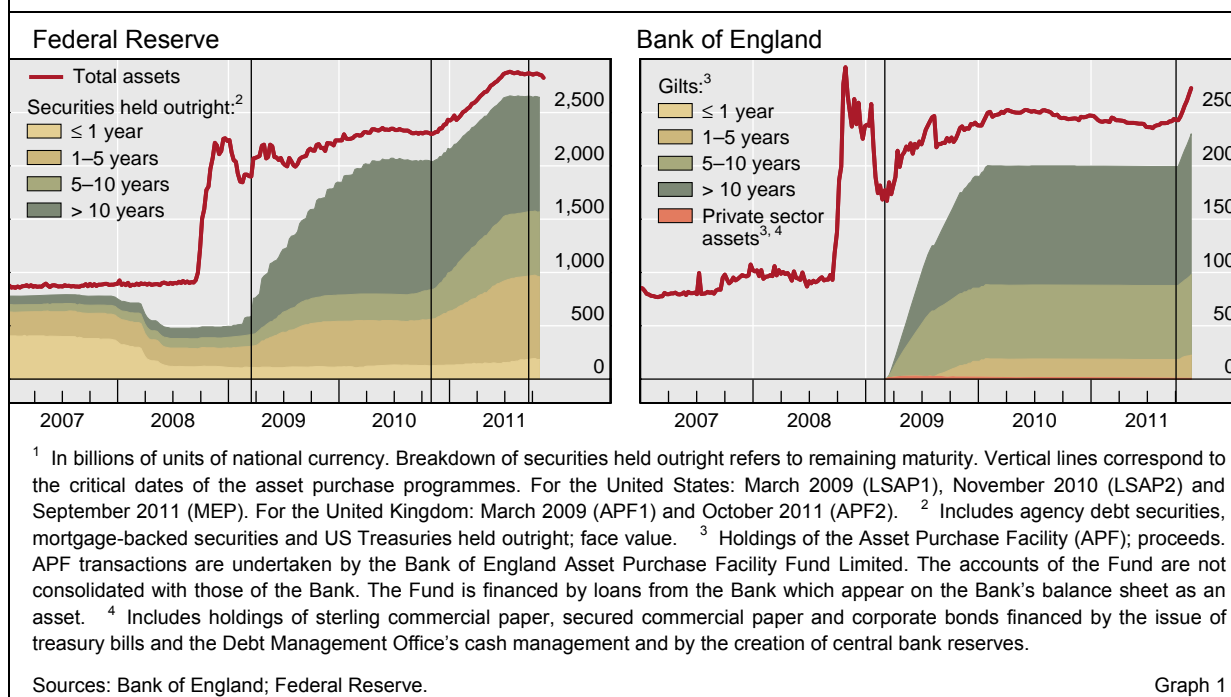 Federal Reserve
Total assets
Securities held outright:2
≤ 1 year
1–5 years
5–10 years
> 10 years
2,500
2,000
1,500
1,000
500
0
2007 2008 2009 2010 2011
Bank of England
Gilts:3
≤ 1 year
1–5 years
5–10 years
> 10 years
Private sector
assets3, 4
250
200
150
100
50
0
2007 2008 2009 2010 2011
1 In billions of units of national currency. Breakdown of securities held outright refers to remaining maturity. Vertical lines correspond to
the critical dates of the asset purchase programmes. For the United States: March 2009 (LSAP1), November 2010 (LSAP2) and
September 2011 (MEP). For the United Kingdom: March 2009 (APF1) and October 2011 (APF2). 2 Includes agency debt securities,
mortgage-backed securities and US Treasuries held outright; face value. 3 Holdings of the Asset Purchase Facility (APF); proceeds.
APF transactions are undertaken by the Bank of England Asset Purchase Facility Fund Limited. The accounts of the Fund are not
consolidated with those of the Bank. The Fund is financed by loans from the Bank which appear on the Bank's balance sheet as an
asset. 4 Includes holdings of sterling commercial paper, secured commercial paper and corporate bonds financed by the issue of
treasury bills and the Debt Management Office's cash management and by the creation of central bank reserves.
Sources: Bank of England; Federal Reserve. Graph 1